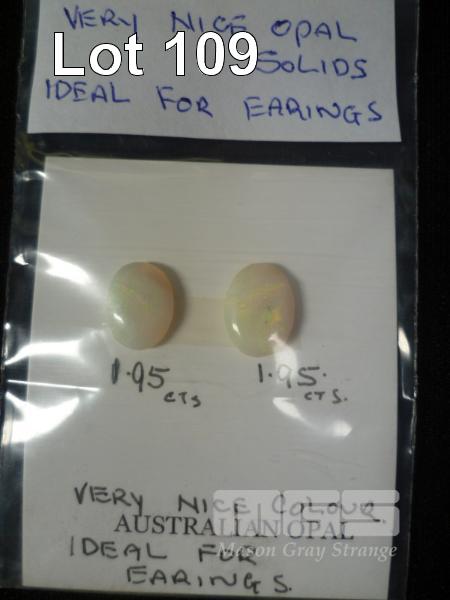 VERY NICE OPAL
Lot 109
SOLIDS
IDEAL FOR EARINGS
1.95 CTS
1.95. CTS.
VERY NICE COLOUR
AUSTRALIAN OPAL
IDEAL FOR
Mason Gray Strange
EARINGS.